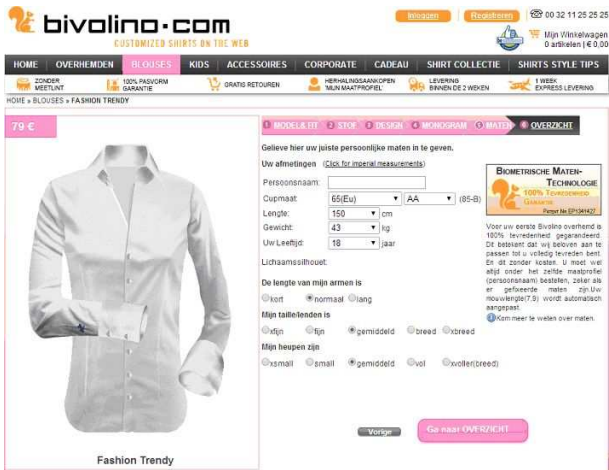 bivolino.com
CUSTOMIZED SHIRTS ON THE WEB
Inloggen
Registreren
00 32 11 25 25 25
Mijn Winkelwagen
0 artikelen | € 0,00
HOME OVERHEMDEN BLOUSES KIDS ACCESSOIRES CORPORATE CADEAU SHIRT COLLECTIE SHIRTS STYLE TIPS
ZONDER MEETLINT
100% PASVORM GARANTIE
GRATIS RETOUREN
HERHALINGSAANKOPEN 'MIJN MAATPROFIEL'
LEVERING BINNEN DE 2 WEKEN
1 WEEK EXPRESS LEVERING
HOME » BLOUSES » FASHION TRENDY
79 €
1 MODEL& FIT 2 STOF 3 DESIGN 4 MONOGRAM 5 MATEN 6 OVERZICHT
Gelieve hier uw juiste persoonlijke maten in te geven.
Uw afmetingen (Click for imperial measurements)
Persoonsnaam:
Cupmaat: 65(Eu) AA (85-B)
Lengte: 150 cm
Gewicht: 43 kg
Uw Leeftijd: 18 jaar
Lichaamssilhouet:
De lengte van mijn armen is
kort normaal lang
Mijn taille/lenden is
xfijn fijn gemiddeld breed xbreed
Mijn heupen zijn
xsmall small gemiddeld vol xvoller(breed)
BIOMETRISCHE MATEN-
TECHNOLOGIE
100% TEVREDENHEID
GARANTIE
Patent No.EP1341427
Voor uw eerste Bivolino overhemd is
100% tevredenheid gegarandeerd.
Dit betekent dat wij beloven aan te
passen tot u volledig tevreden bent.
En dit zonder kosten. U moet wel
altijd onder het zelfde maatprofiel
(persoonsnaam) bestellen, zeker als
er gefixeerde maten zijn.Uw
mouwlengte(7,9) wordt automatisch
aangepast.
Kom meer te weten over maten.
Vorige
Ga naar OVERZICHT
Fashion Trendy